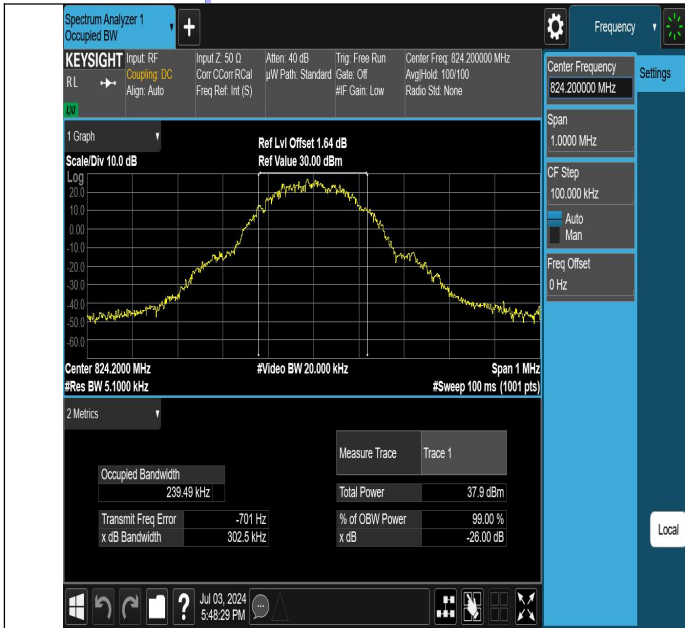 Spectrum Analyzer 1
Occupied BW
+
Frequency
KEYSIGHT
RL
Input: RF
Coupling: DC
Align: Auto
Input Z: 50 Ω
Corr CCorr RCal
Freq Ref: Int (S)
Atten: 40 dB
µW Path: Standard
Trig: Free Run
Gate: Off
#IF Gain: Low
Center Freq: 824.200000 MHz
Avg|Hold: 100/100
Radio Std: None
Center Frequency
824.200000 MHz
Settings
Span
1.0000 MHz
CF Step
100.000 kHz
Auto
Man
Freq Offset
0 Hz
1 Graph
Scale/Div 10.0 dB
Ref Lvl Offset 1.64 dB
Ref Value 30.00 dBm
Log
20.0
10.0
0.00
-10.0
-20.0
-30.0
-40.0
-50.0
-60.0
Center 824.2000 MHz
#Video BW 20.000 kHz
Span 1 MHz
#Res BW 5.1000 kHz
#Sweep 100 ms (1001 pts)
2 Metrics
Measure Trace
Trace 1
Occupied Bandwidth
239.49 kHz
Total Power
37.9 dBm
Transmit Freq Error
-701 Hz
% of OBW Power
99.00 %
x dB Bandwidth
302.5 kHz
x dB
-26.00 dB
Local
?
Jul 03, 2024
5:48:29 PM